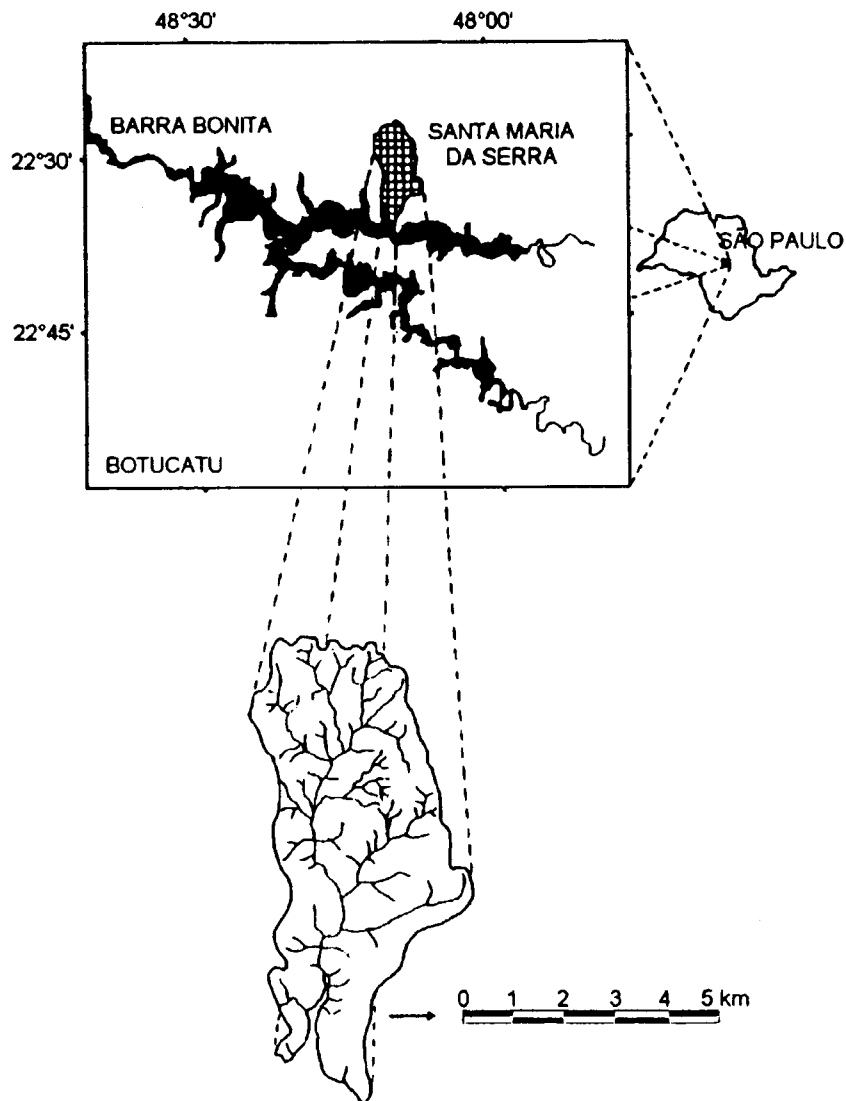 48°30'
48°00'
BARRA BONITA
SANTA MARIA
DA SERRA
22°30'
SÃO PAULO
22°45'
BOTUCATU
0 1 2 3 4 5 km